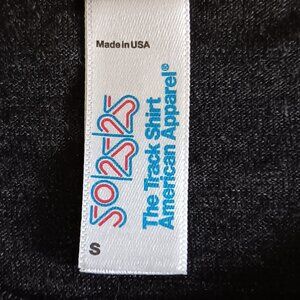 Made in USA
50/25/25
The Track Shirt
American Apparel®
S